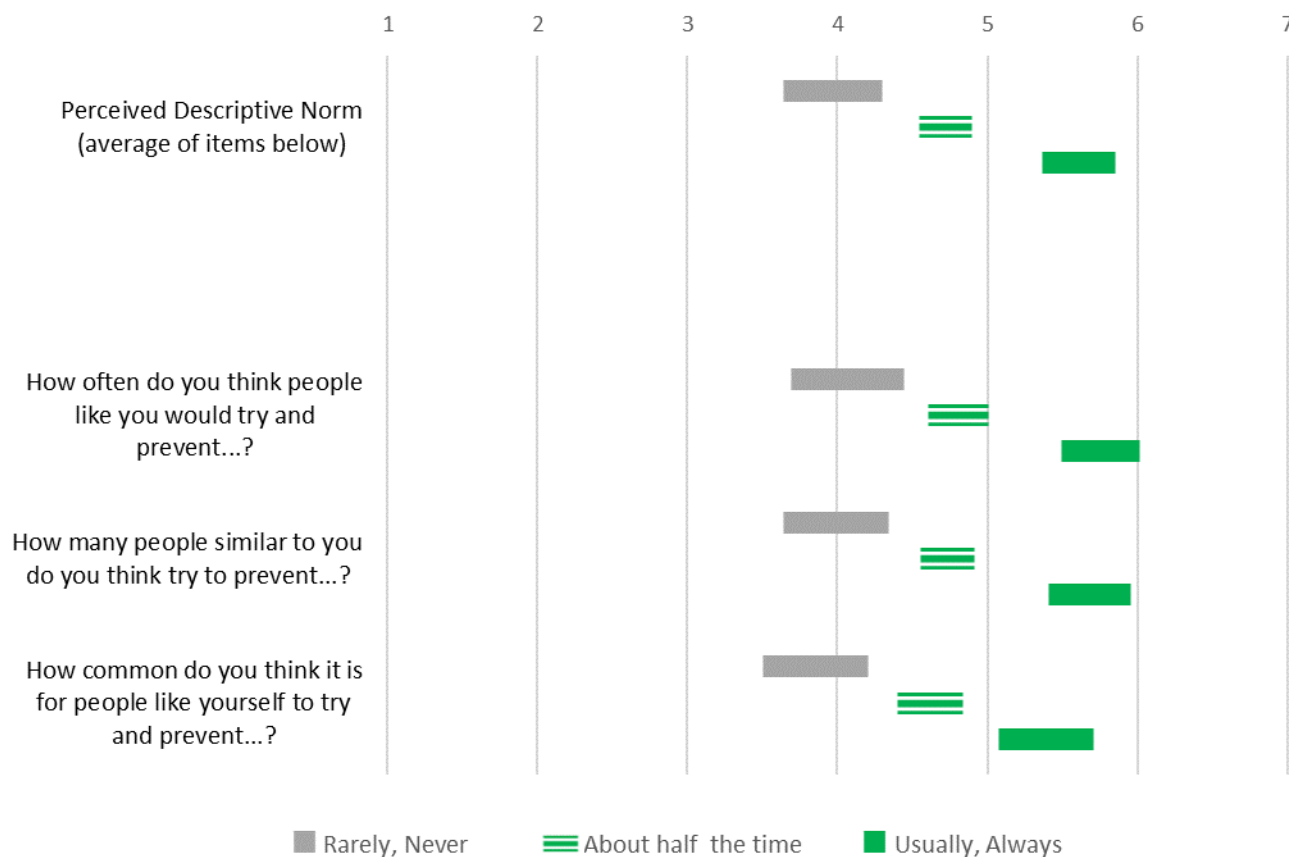 1 2 3 4 5 6 7
Perceived Descriptive Norm
(average of items below)
How often do you think people
like you would try and
prevent...?
How many people similar to you
do you think try to prevent...?
How common do you think it is
for people like yourself to try
and prevent...?
Rarely, Never About half the time Usually, Always